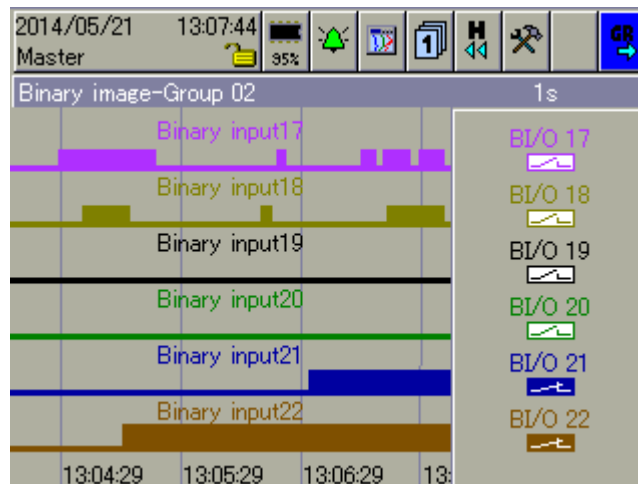 2014/05/21 13:07:44
Master
95%
1
H
GR
Binary image-Group 02 1s
Binary input17 BI/O 17
Binary input18 BI/O 18
Binary input19 BI/O 19
Binary input20 BI/O 20
Binary input21 BI/O 21
Binary input22 BI/O 22
13:04:29 13:05:29 13:06:29 13: